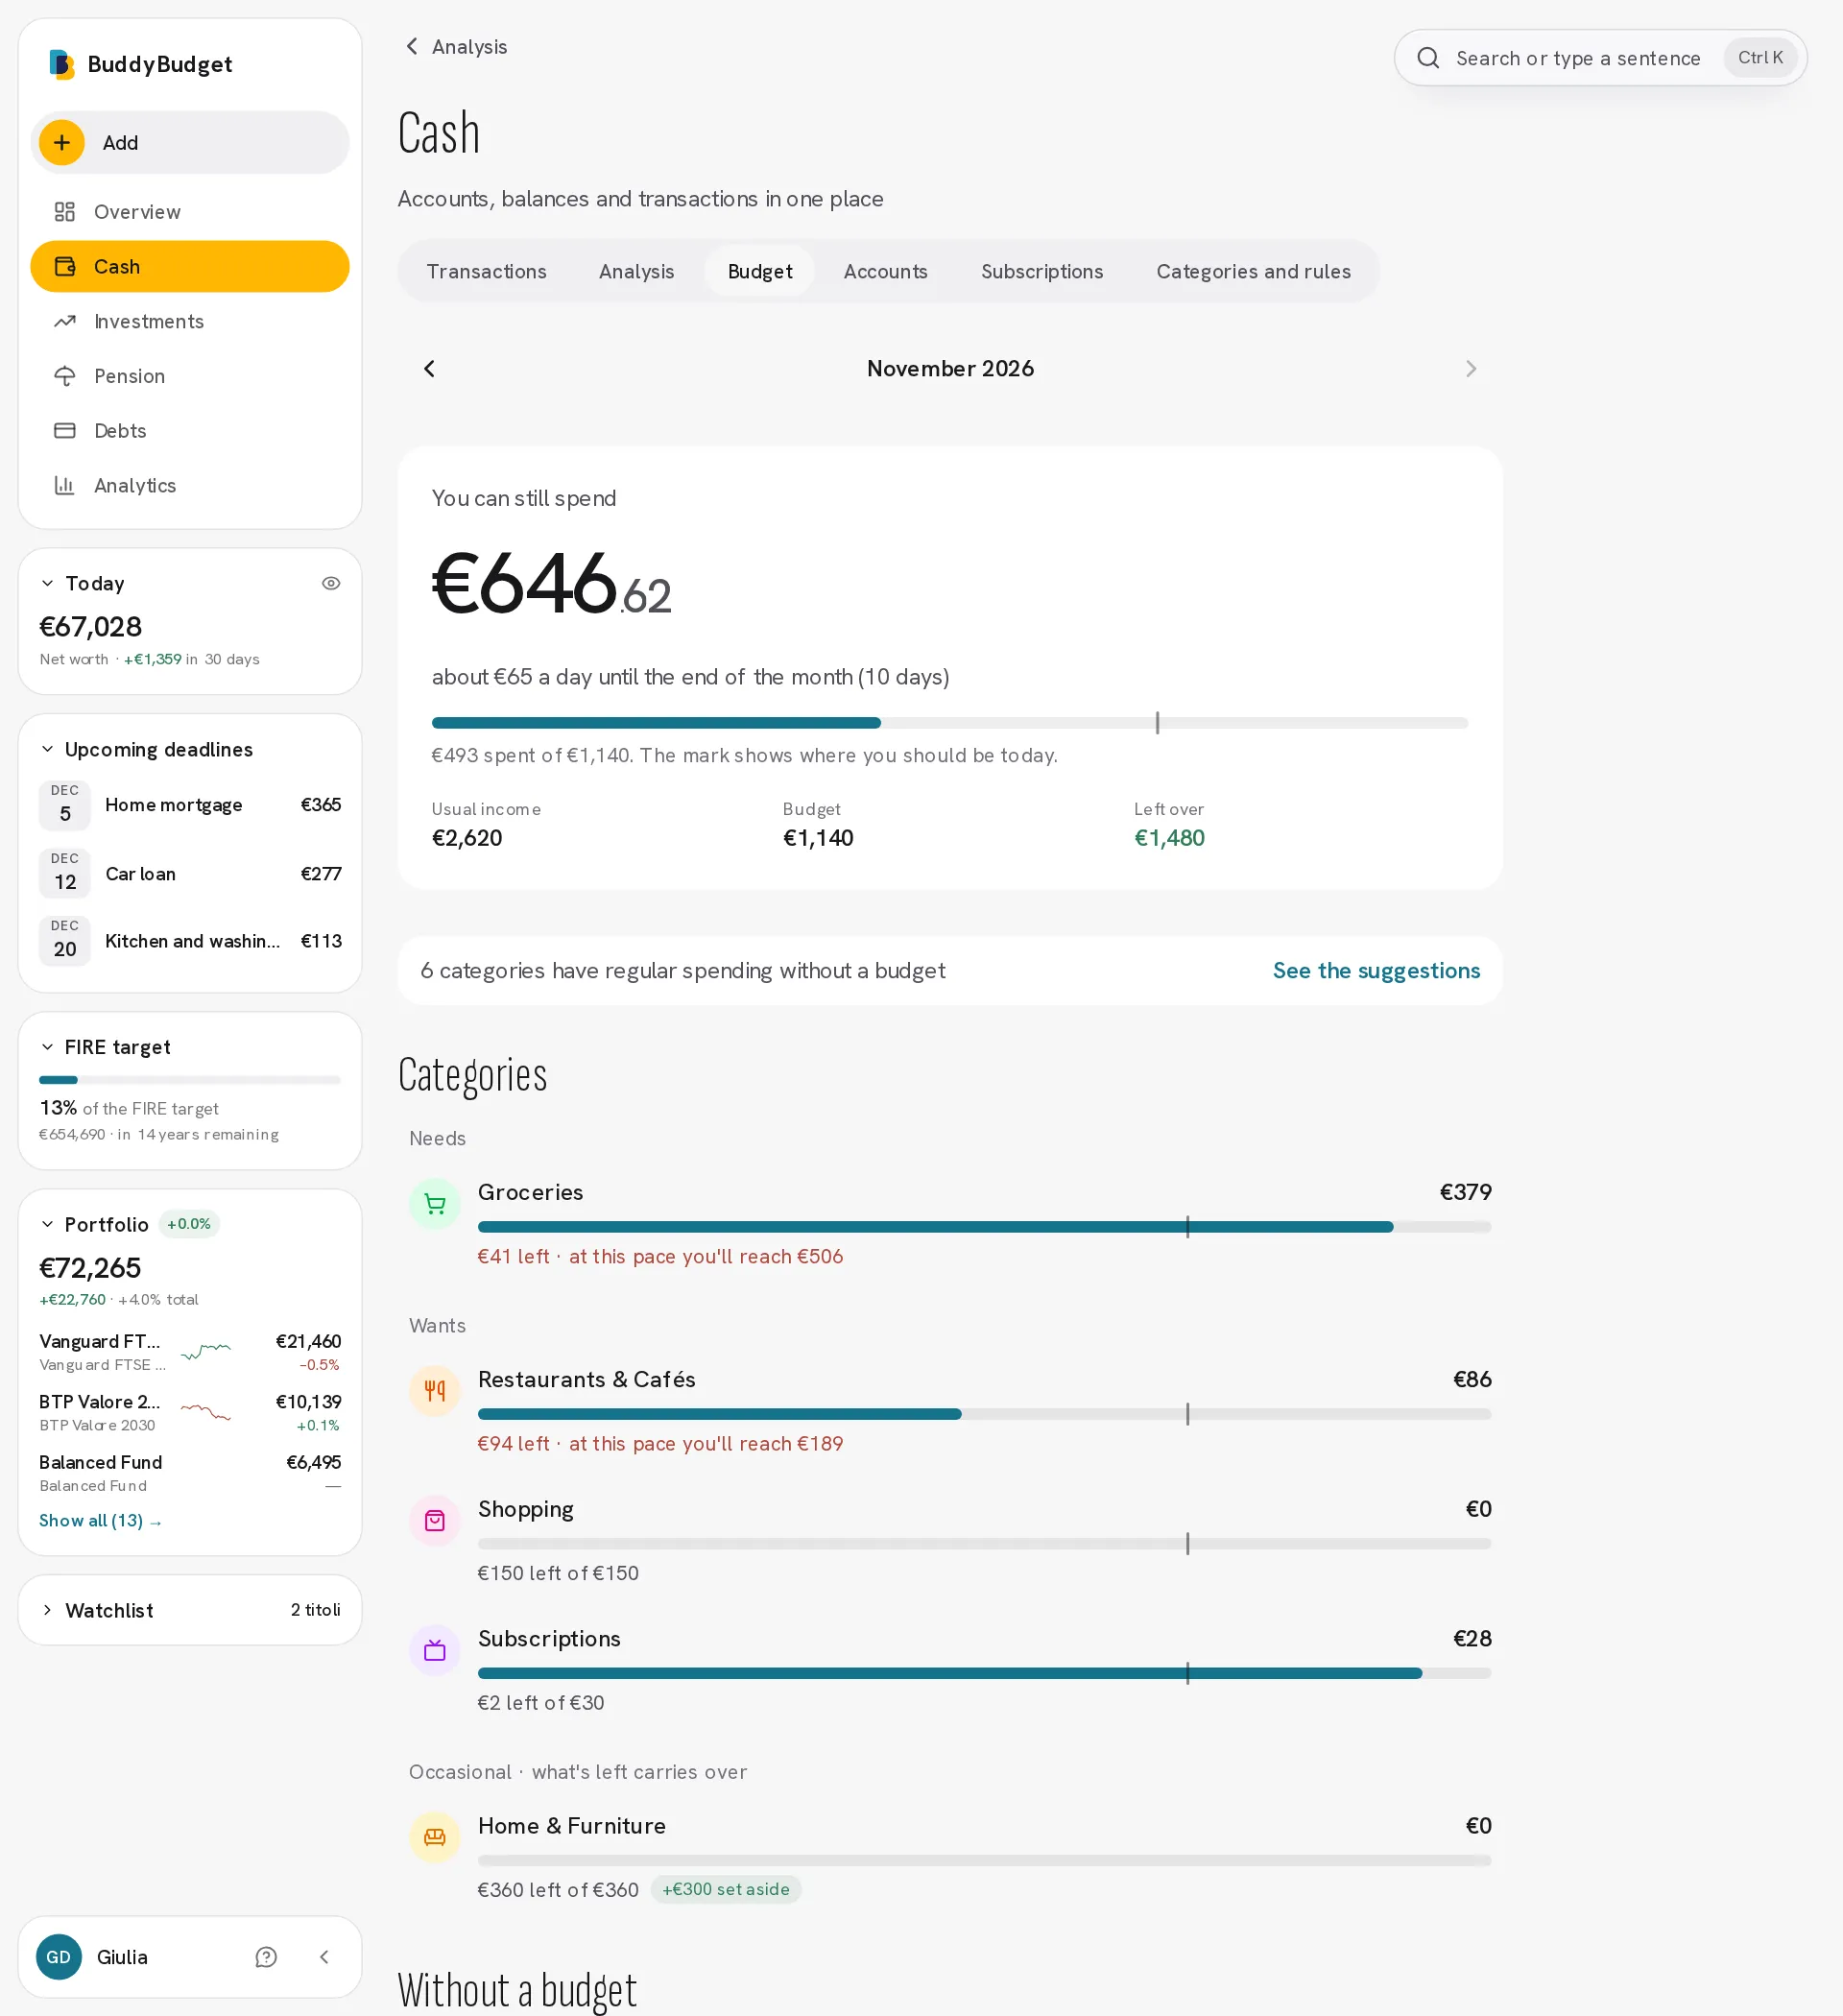 BuddyBudget
Add
Overview
Cash
Investments
Pension
Debts
Analytics
Today
€67,028
Net worth · +€1,359 in 30 days
Upcoming deadlines
DEC
5
Home mortgage
€365
DEC
12
Car loan
€277
DEC
20
Kitchen and washin...
€113
FIRE target
13% of the FIRE target
€654,690 · in 14 years remaining
Portfolio
+0.0%
€72,265
+€22,760 · +4.0% total
Vanguard FT...
€21,460
Vanguard FTSE ...
-0.5%
BTP Valore 2...
€10,139
BTP Valore 2030
+0.1%
Balanced Fund
€6,495
Balanced Fund
—
Show all (13) →
Watchlist
2 titoli
GD
Giulia
Analysis
Search or type a sentence
Ctrl K
Cash
Accounts, balances and transactions in one place
Transactions
Analysis
Budget
Accounts
Subscriptions
Categories and rules
November 2026
You can still spend
€646.62
about €65 a day until the end of the month (10 days)
€493 spent of €1,140. The mark shows where you should be today.
Usual income
€2,620
Budget
€1,140
Left over
€1,480
6 categories have regular spending without a budget
See the suggestions
Categories
Needs
Groceries
€379
€41 left · at this pace you'll reach €506
Wants
Restaurants & Cafés
€86
€94 left · at this pace you'll reach €189
Shopping
€0
€150 left of €150
Subscriptions
€28
€2 left of €30
Occasional · what's left carries over
Home & Furniture
€0
€360 left of €360
+€300 set aside
Without a budget